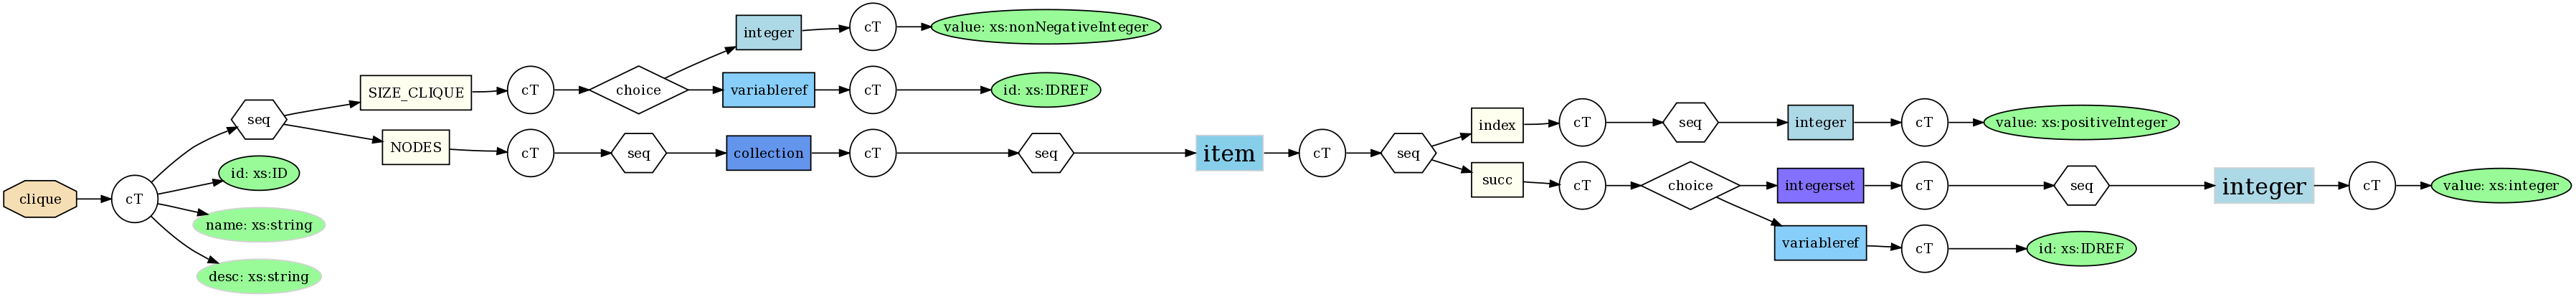 clique
cT
seq
id: xs:ID
name: xs:string
desc: xs:string
SIZE_CLIQUE
cT
choice
integer
cT
value: xs:nonNegativeInteger
variableref
cT
id: xs:IDREF
NODES
cT
seq
collection
cT
seq
item
cT
seq
index
cT
seq
integer
cT
value: xs:positiveInteger
succ
cT
choice
integerset
cT
seq
integer
cT
value: xs:integer
variableref
cT
id: xs:IDREF